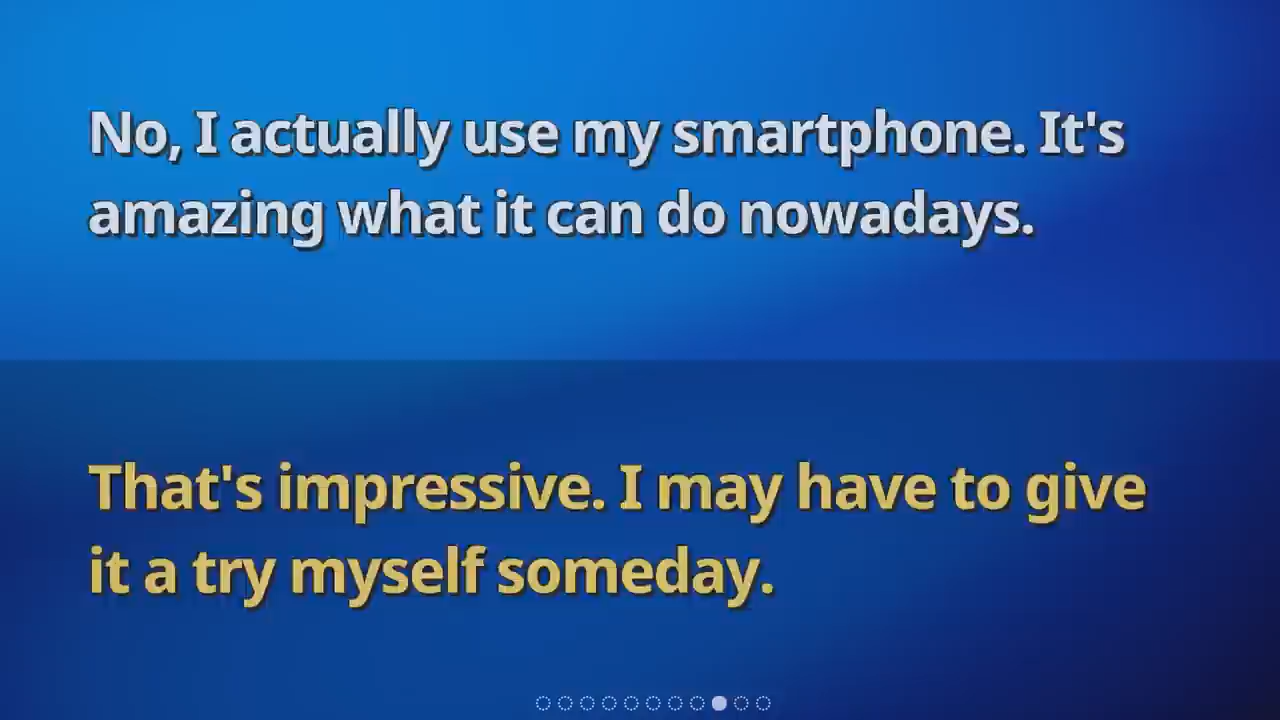 No, I actually use my smartphone. It's
amazing what it can do nowadays.
That's impressive. I may have to give
it a try myself someday.